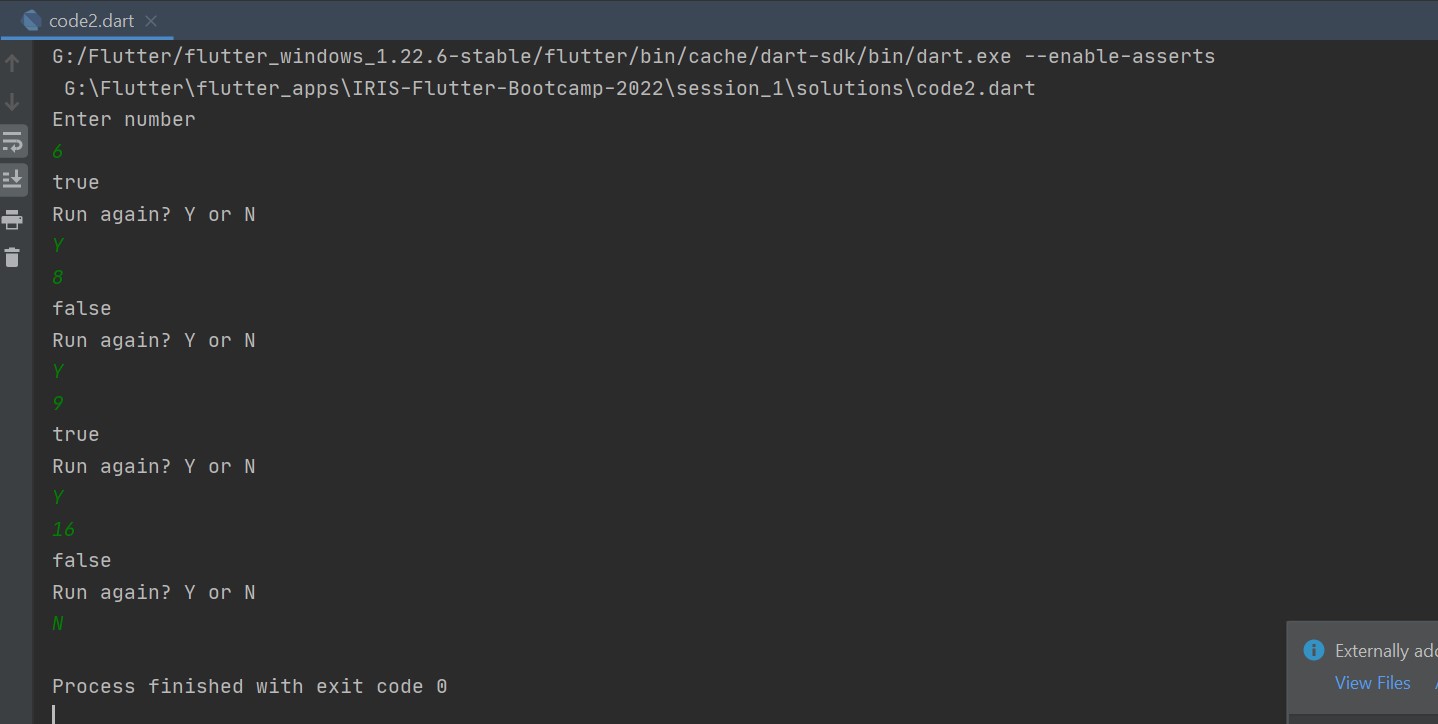 code2.dart
G:/Flutter/flutter_windows_1.22.6-stable/flutter/bin/cache/dart-sdk/bin/dart.exe --enable-asserts
G:\Flutter\flutter_apps\IRIS-Flutter-Bootcamp-2022\session_1\solutions\code2.dart
Enter number
6
true
Run again? Y or N
Y
8
false
Run again? Y or N
Y
9
true
Run again? Y or N
Y
16
false
Run again? Y or N
N
Process finished with exit code 0
Externally
View Files